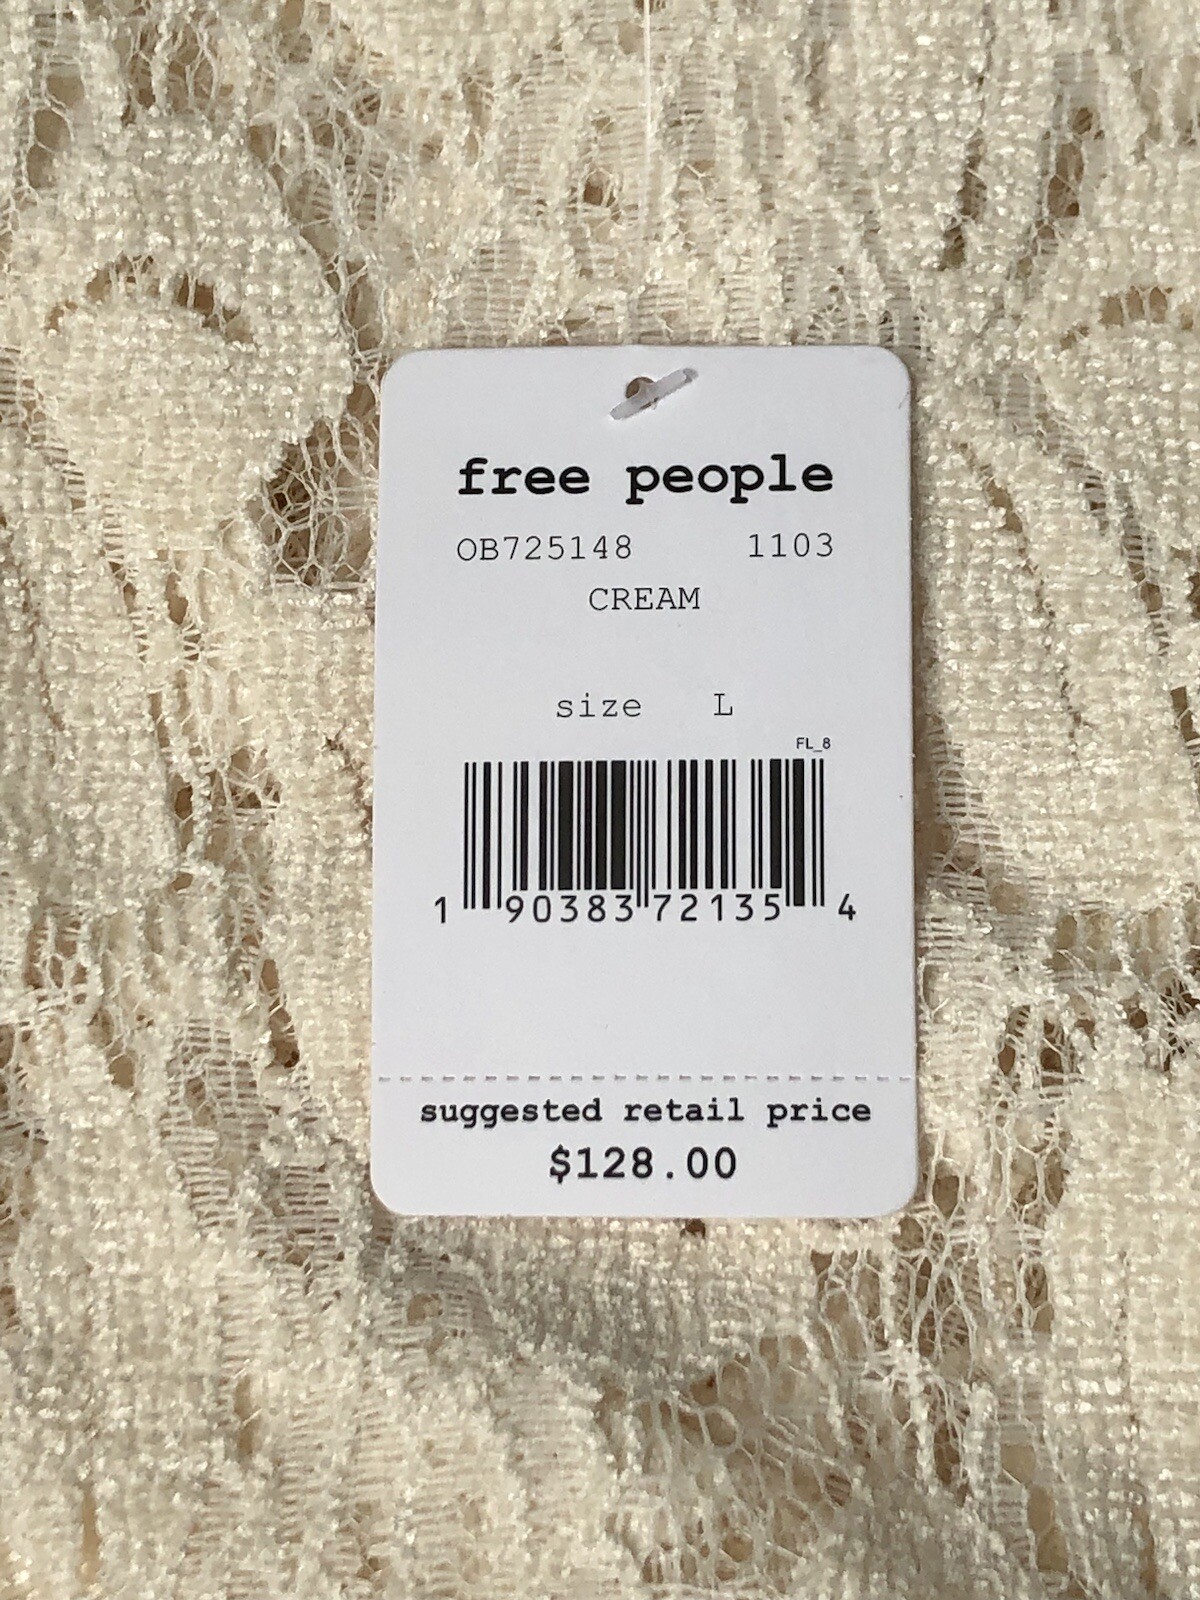 free people
OB725148 1103
CREAM
size L
FL_8
1 90383 72135 4
suggested retail price
$128.00